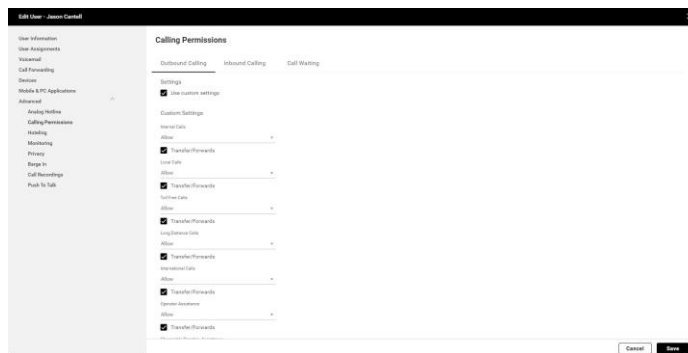 Edit User - Jason Cantell
User Information
User Assignments
Voicemail
Call Forwarding
Devices
Mobile & PC Applications
Advanced
Analog Hotline
Calling Permissions
Hoteling
Monitoring
Privacy
Barge In
Call Recordings
Push To Talk
Calling Permissions
Outbound Calling
Inbound Calling
Call Waiting
Settings
Use custom settings
Custom Settings
Internal Calls
Allow
Transfer/Forwards
Local Calls
Allow
Transfer/Forwards
Toll Free Calls
Allow
Transfer/Forwards
Long Distance Calls
Allow
Transfer/Forwards
International Calls
Allow
Transfer/Forwards
Operator Assistance
Allow
Transfer/Forwards
Cancel
Save